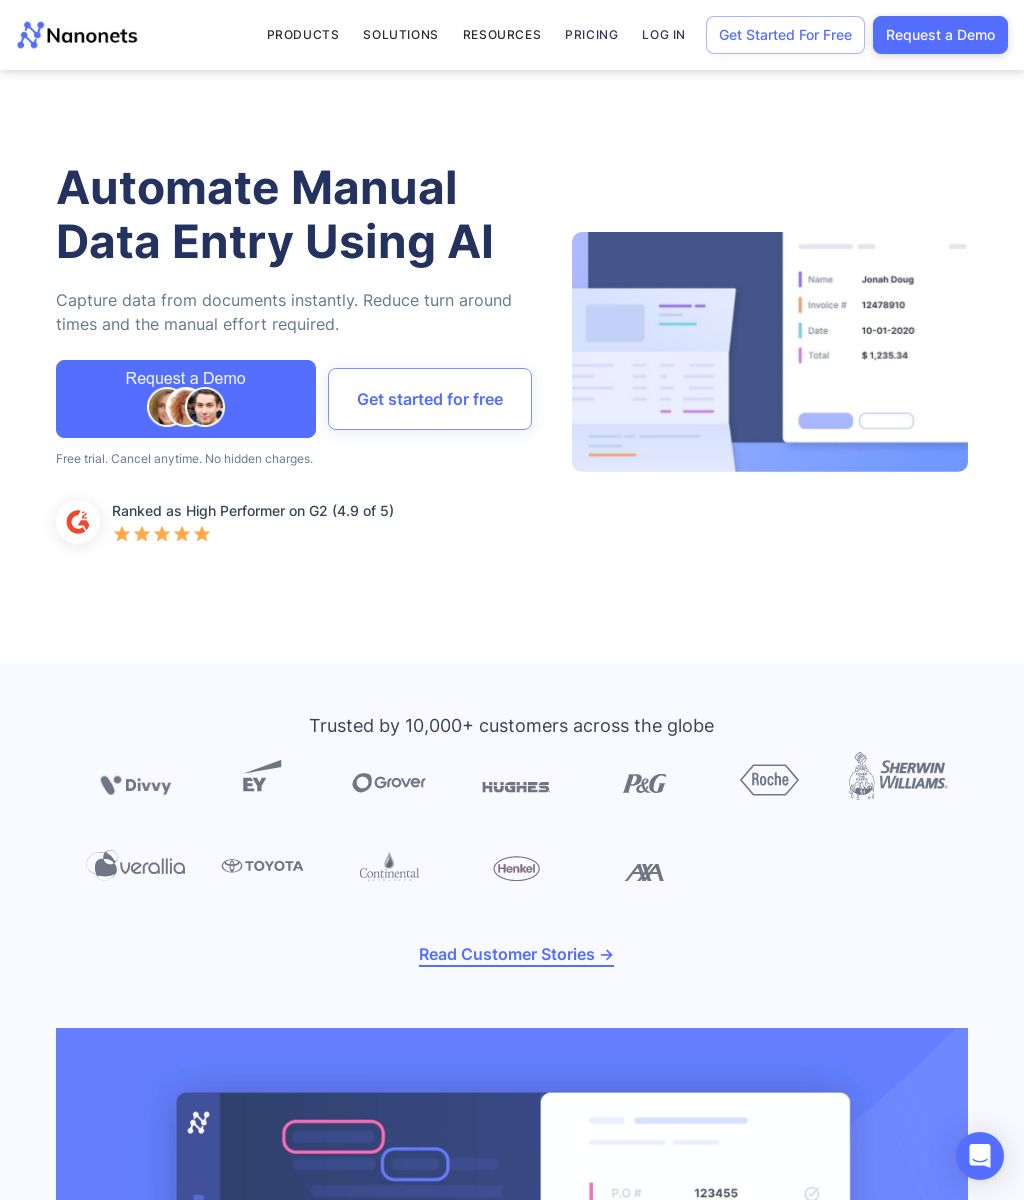 Nanonets
PRODUCTS
SOLUTIONS
RESOURCES
PRICING
LOG IN
Get Started For Free
Request a Demo
Automate Manual
Data Entry Using AI
Capture data from documents instantly. Reduce turn around
times and the manual effort required.
Request a Demo
Get started for free
Free trial. Cancel anytime. No hidden charges.
Ranked as High Performer on G2 (4.9 of 5)
Name Jonah Doug
Invoice # 12478910
Date 10-01-2020
Total $ 1,235.34
Trusted by 10,000+ customers across the globe
Divvy
EY
Grover
HUGHES
P&G
Roche
SHERWIN
WILLIAMS.
verallia
TOYOTA
Continental
Henkel
AXA
Read Customer Stories →
P.O # 123455